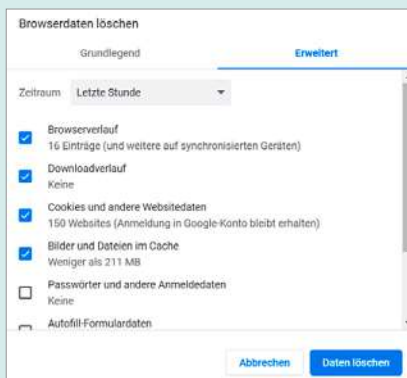 Browserdaten löschen
Grundlegend Erweitert
Zeitraum Letzte Stunde
Browserverlauf
16 Einträge (und weitere auf synchronisierten Geräten)
Downloadverlauf
Keine
Cookies und andere Websitedaten
150 Websites (Anmeldung in Google-Konto bleibt erhalten)
Bilder und Dateien im Cache
Weniger als 211 MB
Passwörter und andere Anmeldedaten
Keine
Autofill-Formulardaten
Abbrechen Daten löschen